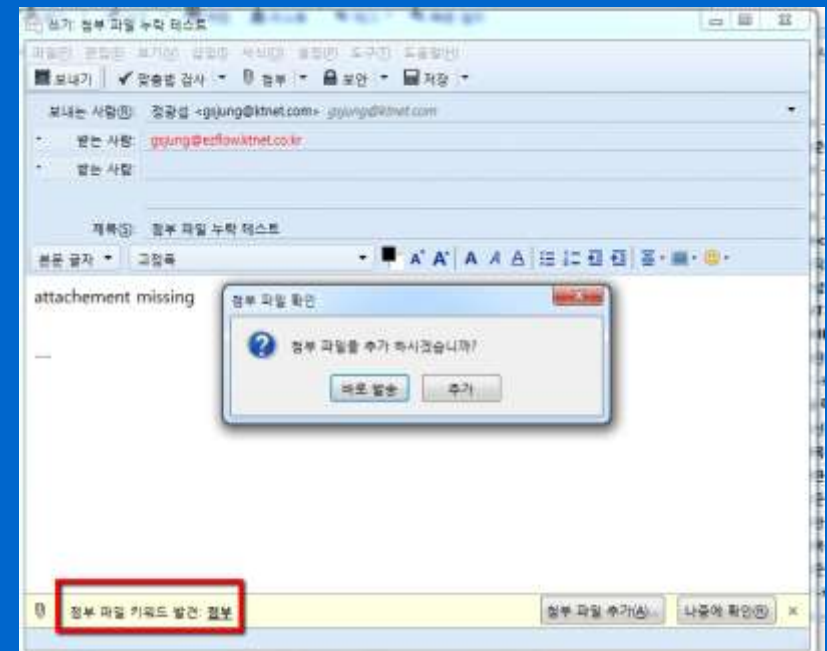 쓰기: 첨부 파일 누락 테스트
보내기 맞춤법 검사 첨부 보안 저장
보내는 사람(R): 정광섭 <gsjung@ktnet.com> gsjung@ktnet.com
받는 사람: gsjung@ezflow.ktnet.co.kr
받는 사람:
제목(S): 첨부 파일 누락 테스트
본문 글자 고정폭
attachement missing
첨부 파일 확인
첨부 파일을 추가 하시겠습니까?
바로 발송 추가
첨부 파일 키워드 발견: 첨부 첨부 파일 추가(A)... 나중에 확인(R)